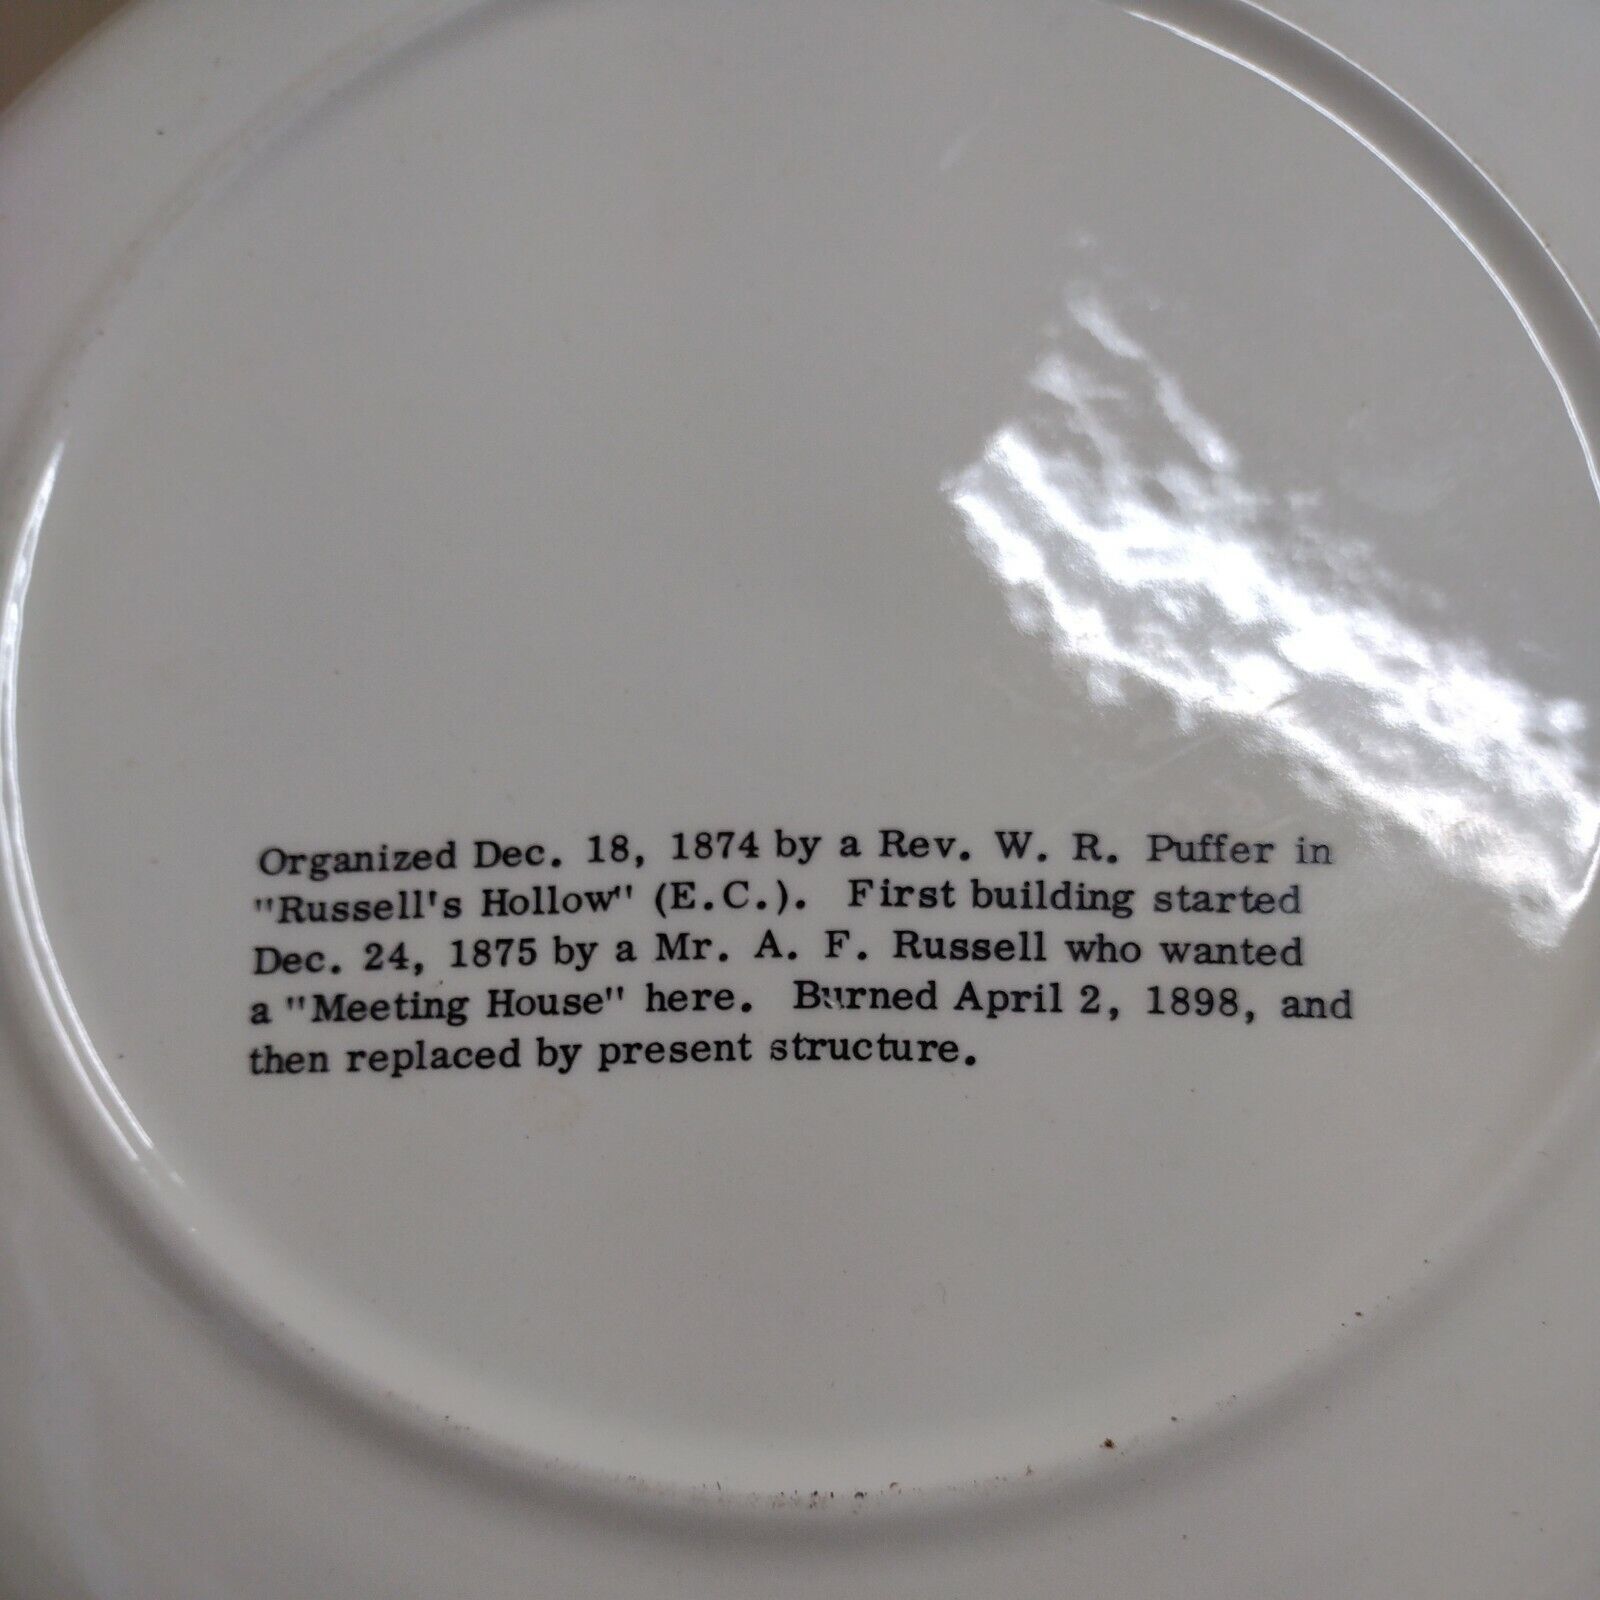 Organized Dec. 18, 1874 by a Rev. W. R. Puffer in
"Russell's Hollow" (E.C.). First building started
Dec. 24, 1875 by a Mr. A. F. Russell who wanted
a "Meeting House" here. Burned April 2, 1898, and
then replaced by present structure.